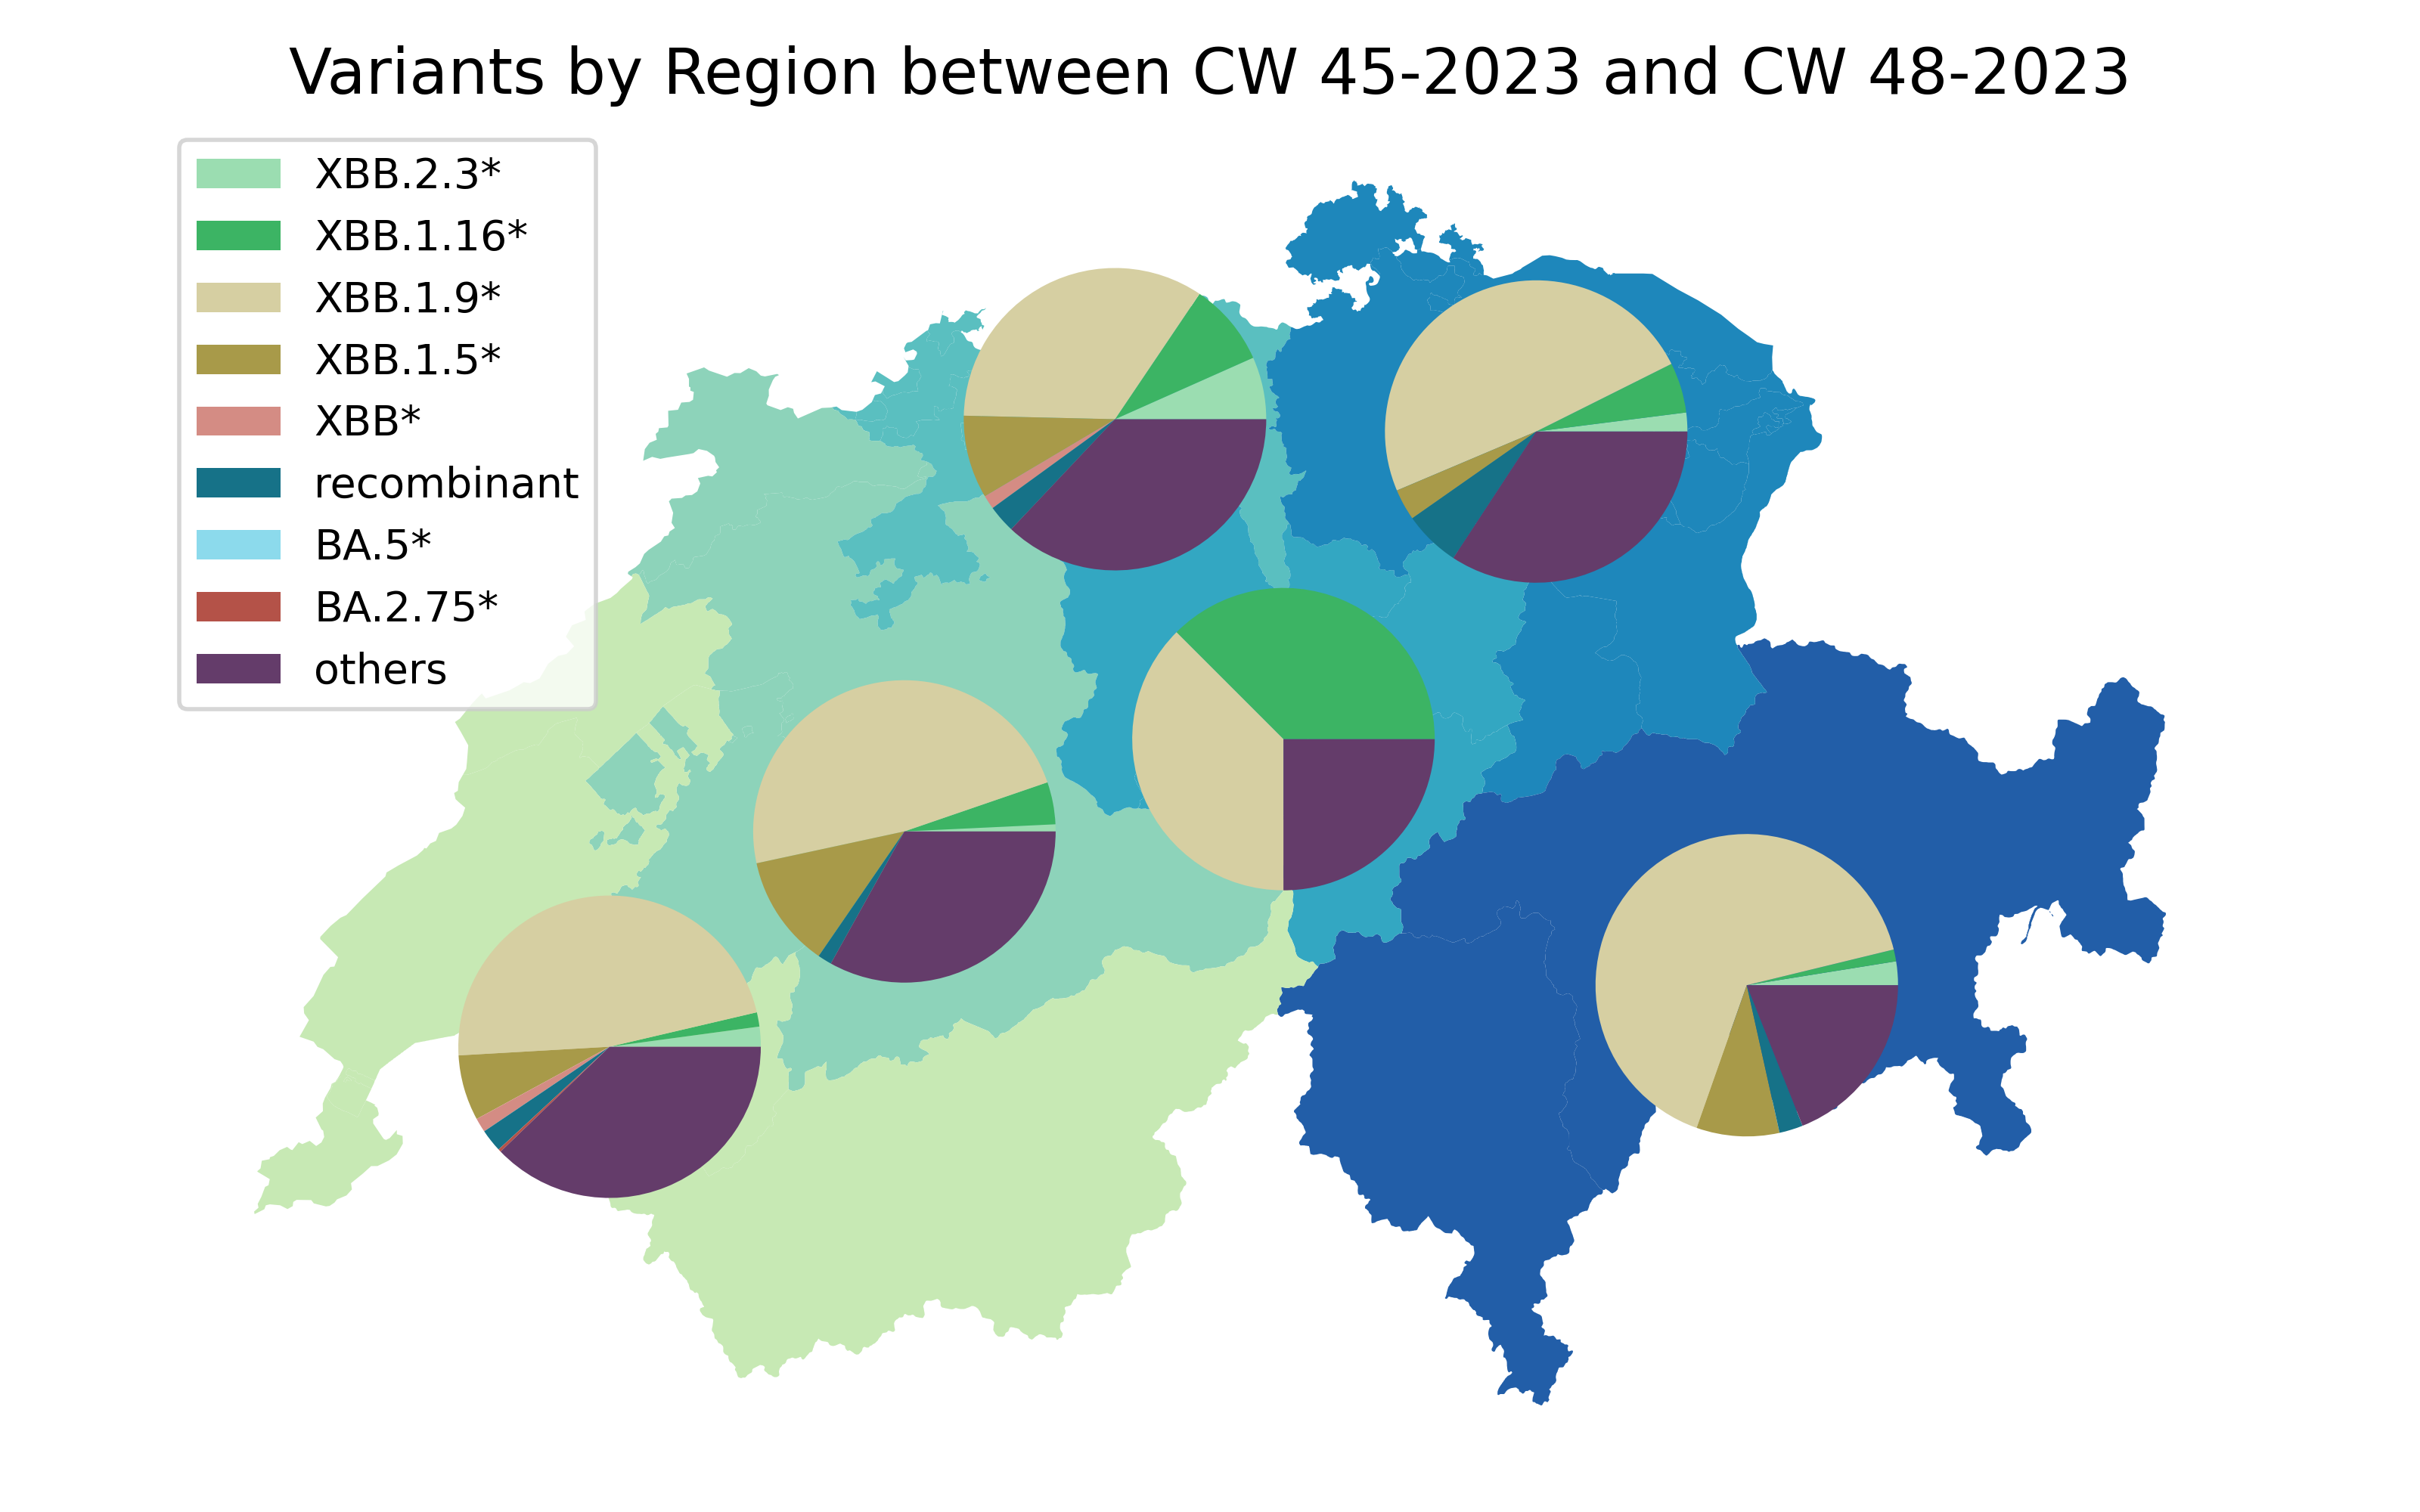 Variants by Region between CW 45-2023 and CW 48-2023
XBB.2.3*
XBB.1.16*
XBB.1.9*
XBB.1.5*
XBB*
recombinant
BA.5*
BA.2.75*
others